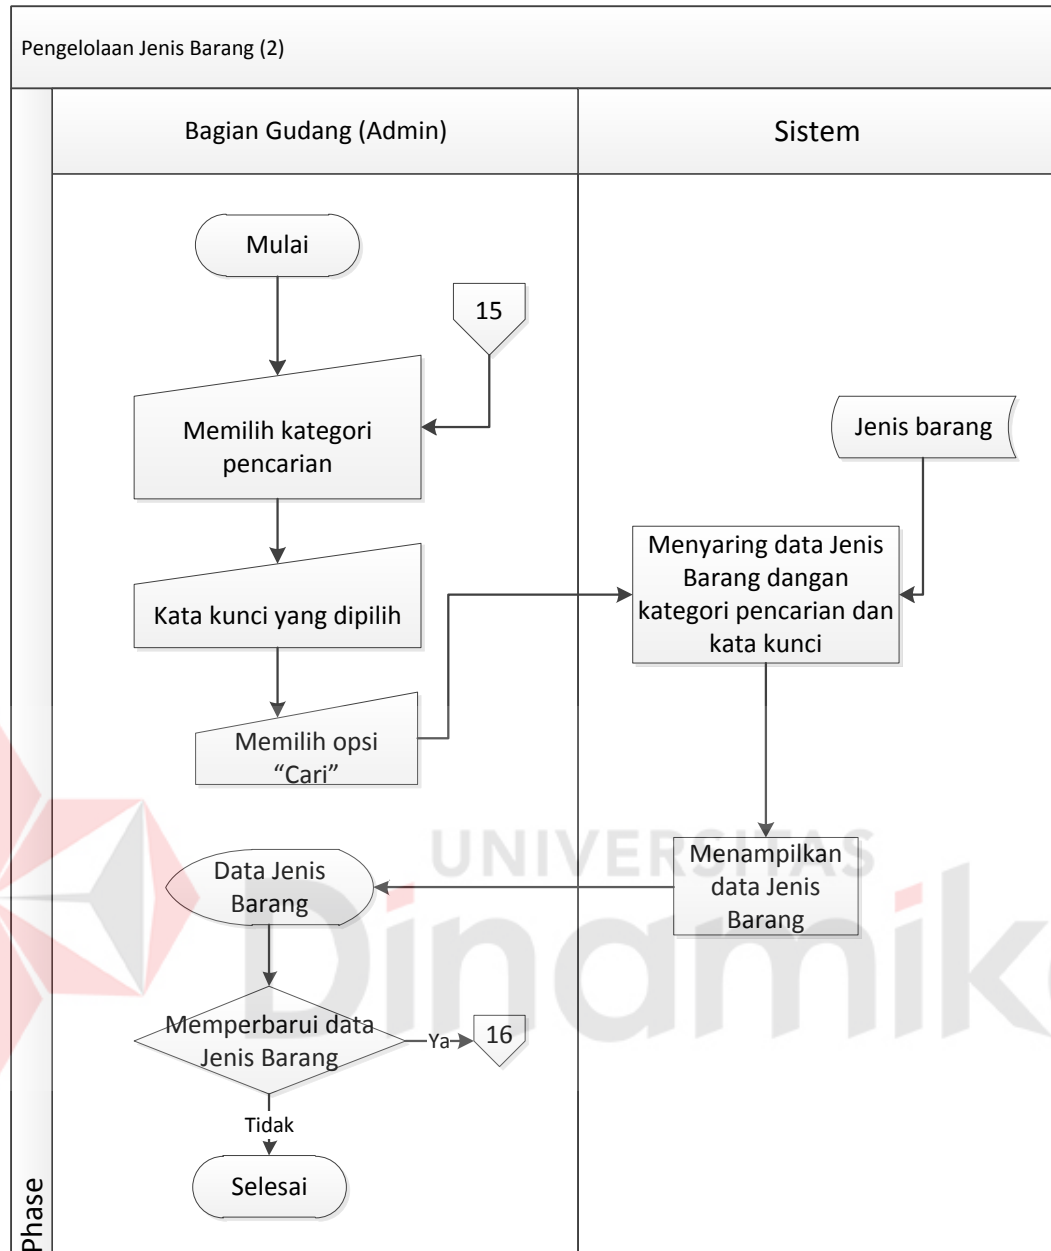 Pengelolaan Jenis Barang (2)
Bagian Gudang (Admin)
Sistem
Mulai
15
Memilih kategori
pencarian
Jenis barang
Kata kunci yang dipilih
Menyaring data Jenis
Barang dangan
kategori pencarian dan
kata kunci
Memilih opsi
“Cari”
UNIVERSITAS
Dinamika
Menampilkan
data Jenis
Barang
Data Jenis
Barang
Memperbarui data
Jenis Barang
Ya
16
Tidak
Selesai
Phase